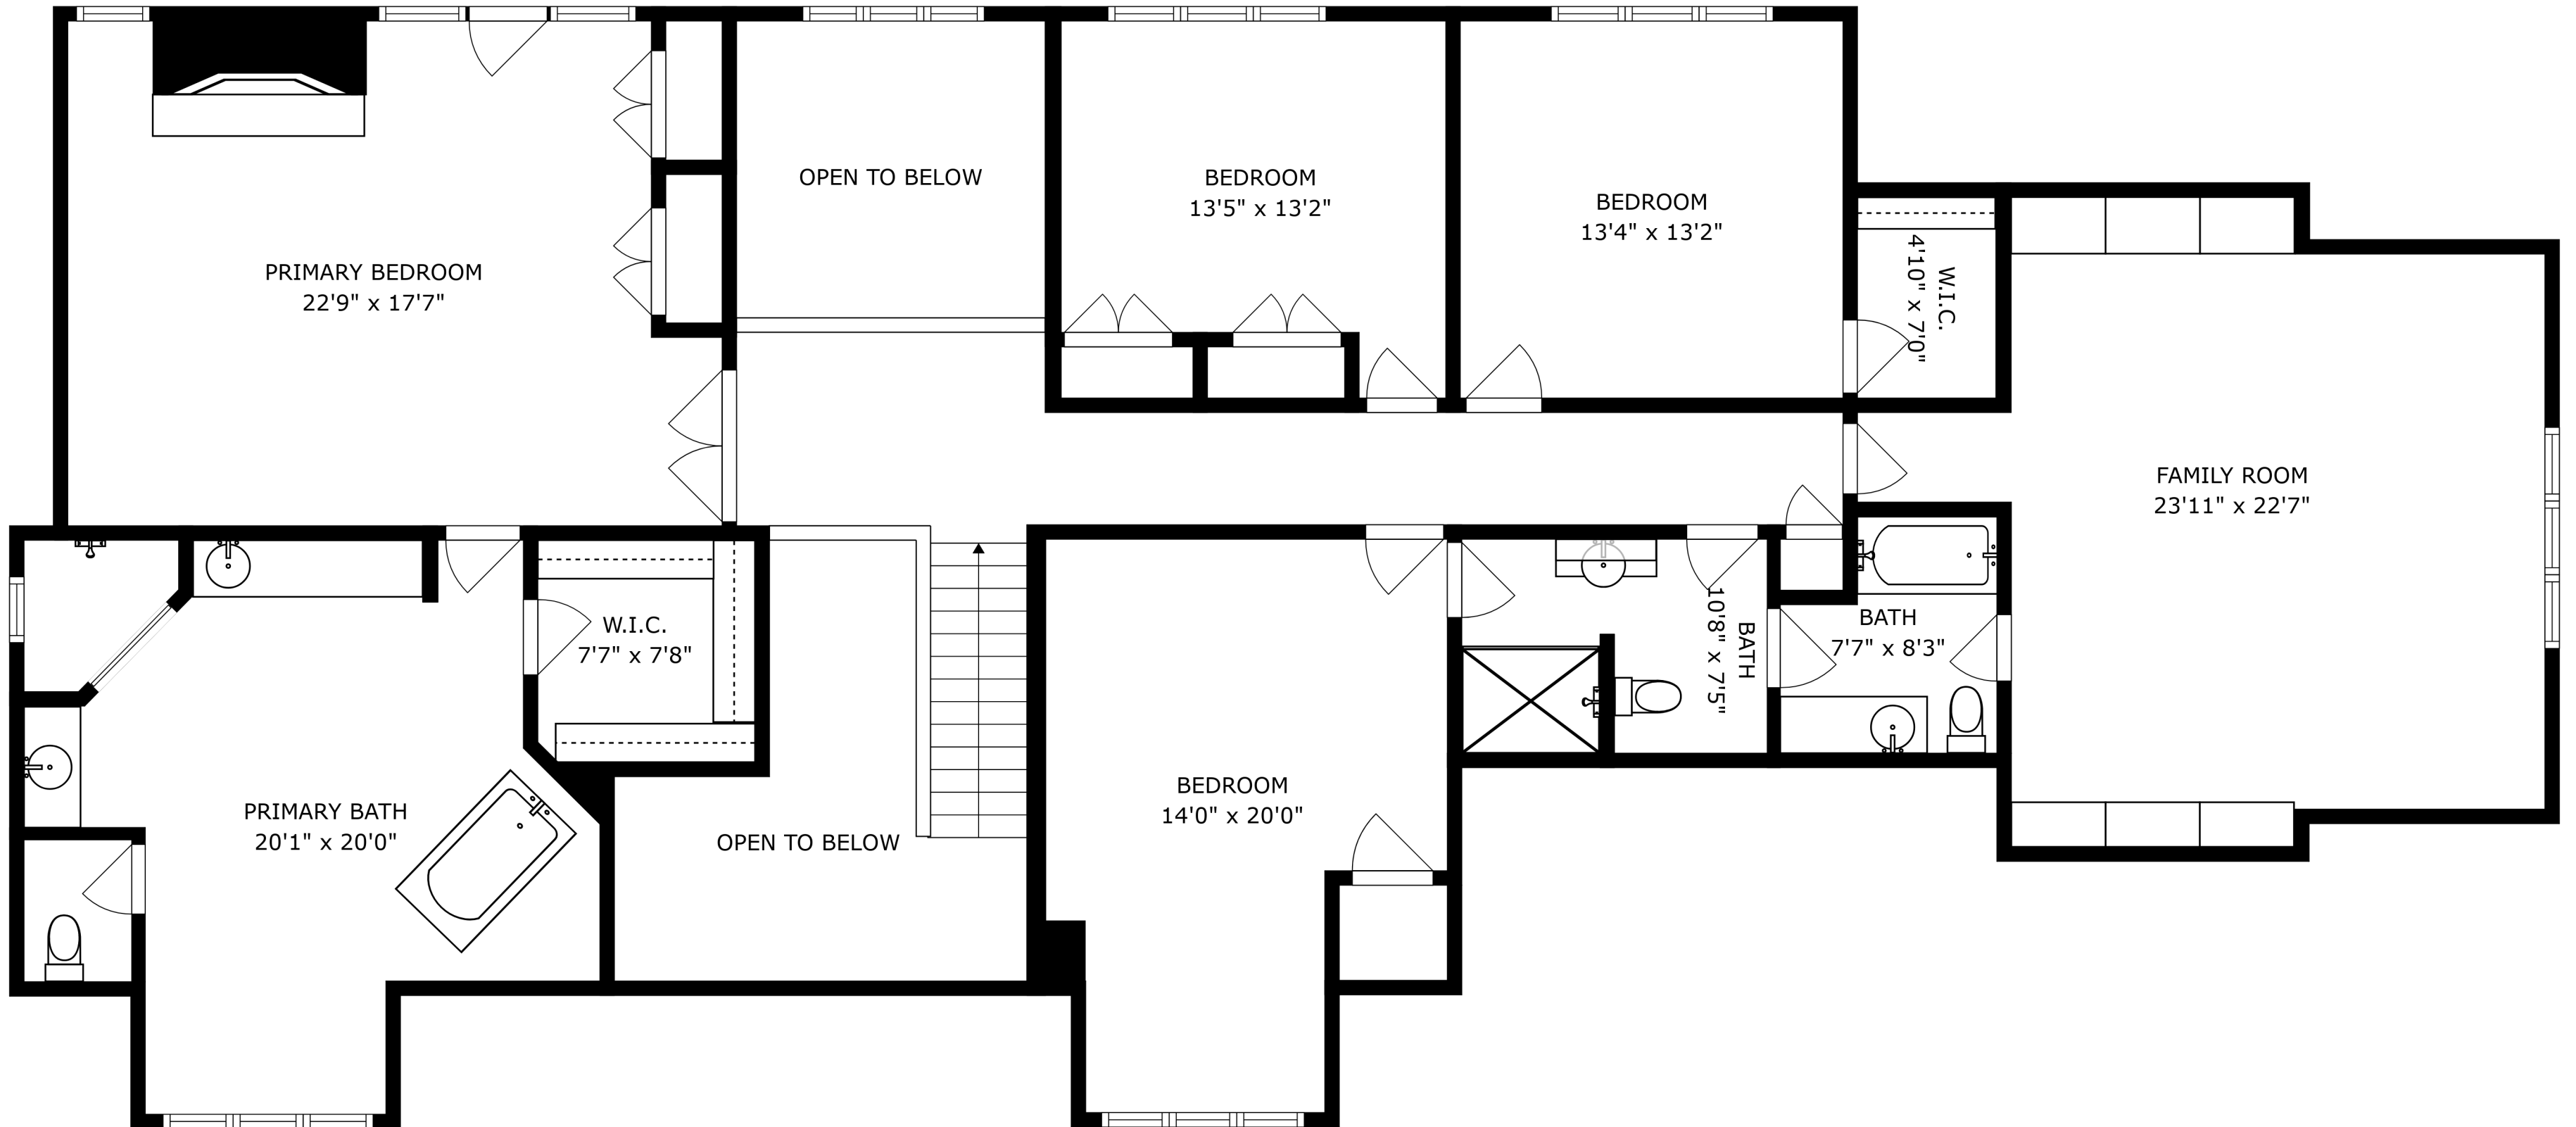 OPEN TO BELOW
BEDROOM
13'5" x 13'2"
BEDROOM
13'4" x 13'2"
W.I.C.
4'10" x 7'0"
PRIMARY BEDROOM
22'9" x 17'7"
FAMILY ROOM
23'11" x 22'7"
W.I.C.
7'7" x 7'8"
BATH
10'8" x 7'5"
BATH
7'7" x 8'3"
PRIMARY BATH
20'1" x 20'0"
OPEN TO BELOW
BEDROOM
14'0" x 20'0"